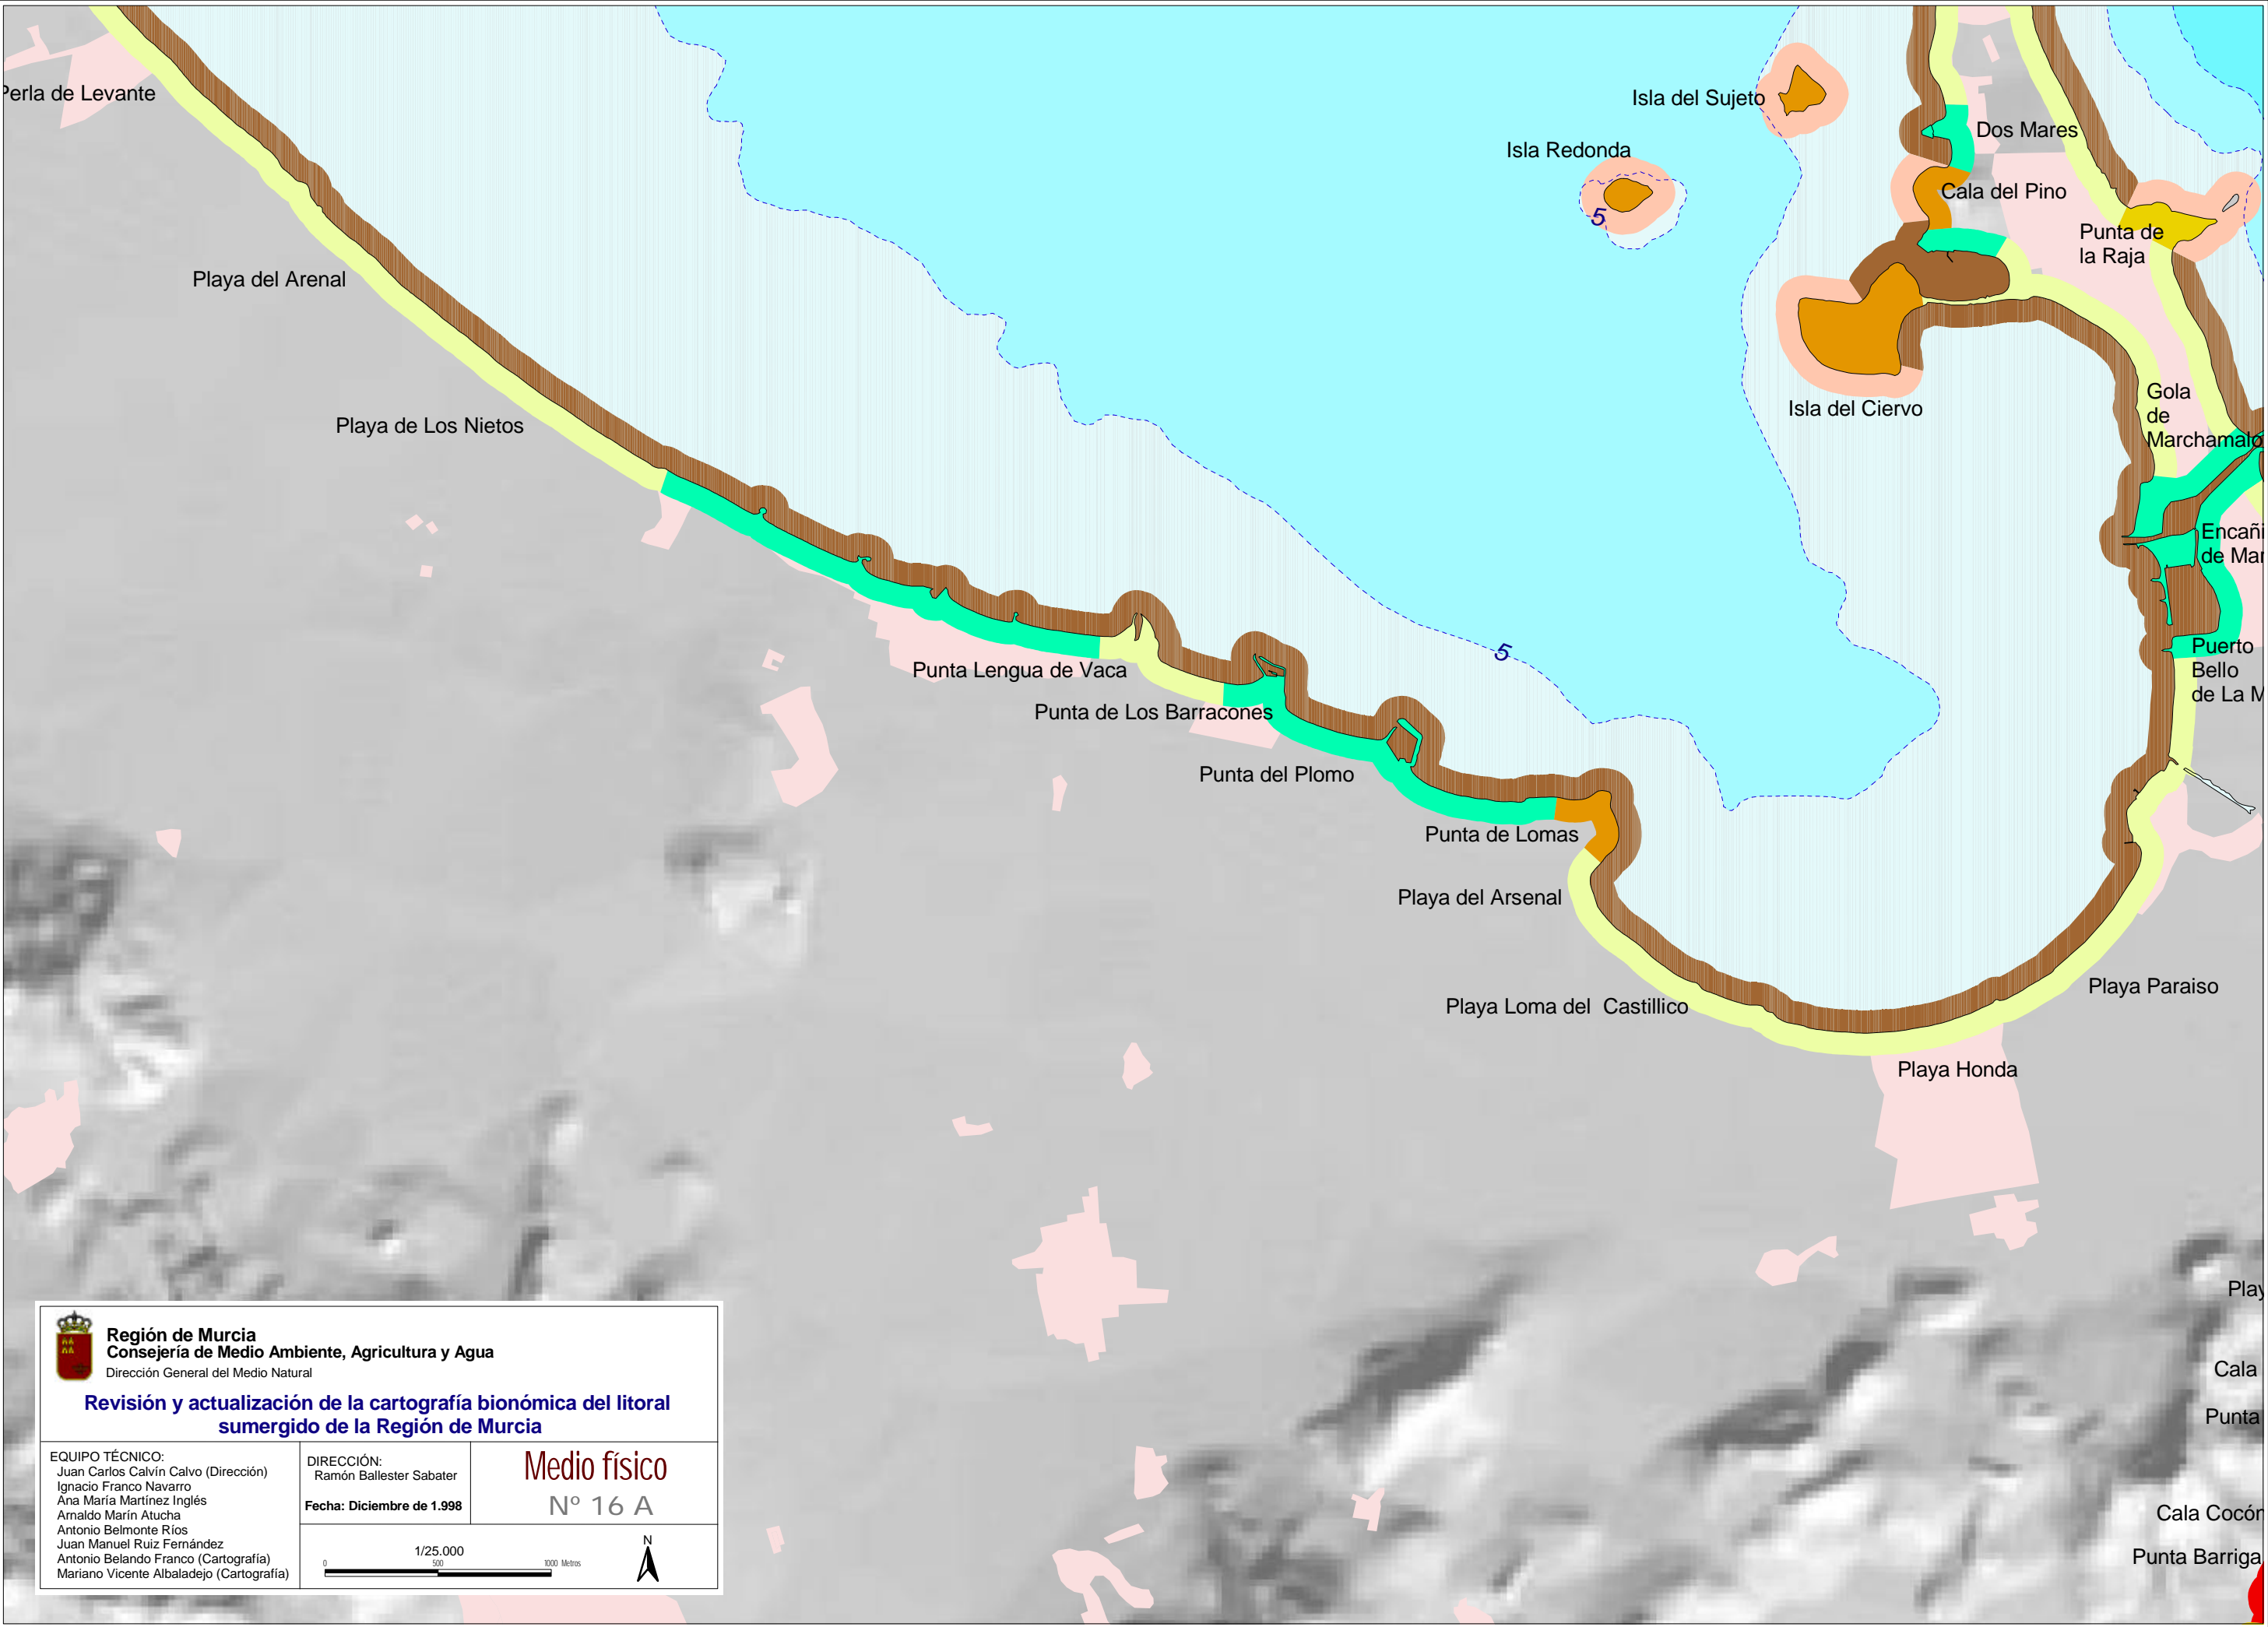 Perla de Levante
Isla del Sujeto
Dos Mares
Isla Redonda
Cala del Pino
5
Punta de
la Raja
Playa del Arenal
Isla del Ciervo
Gola
de
Marchamalo
Playa de Los Nietos
Encañi
de Mar
5
Puerto
Bello
de La M
Punta Lengua de Vaca
Punta de Los Barracones
Punta del Plomo
Punta de Lomas
Playa del Arsenal
Playa Paraiso
Playa Loma del Castillico
Playa Honda
Play
Cala
Punta
Cala Cocón
Punta Barriga
Región de Murcia
Consejería de Medio Ambiente, Agricultura y Agua
Dirección General del Medio Natural
Revisión y actualización de la cartografía bionómica del litoral
sumergido de la Región de Murcia
EQUIPO TÉCNICO:
Juan Carlos Calvín Calvo (Dirección)
Ignacio Franco Navarro
Ana María Martínez Inglés
Arnaldo Marín Atucha
Antonio Belmonte Ríos
Juan Manuel Ruiz Fernández
Antonio Belando Franco (Cartografía)
Mariano Vicente Albaladejo (Cartografía)
DIRECCIÓN:
Ramón Ballester Sabater
Fecha: Diciembre de 1.998
Medio físico
Nº 16 A
1/25.000
0 500 1000 Metros
N